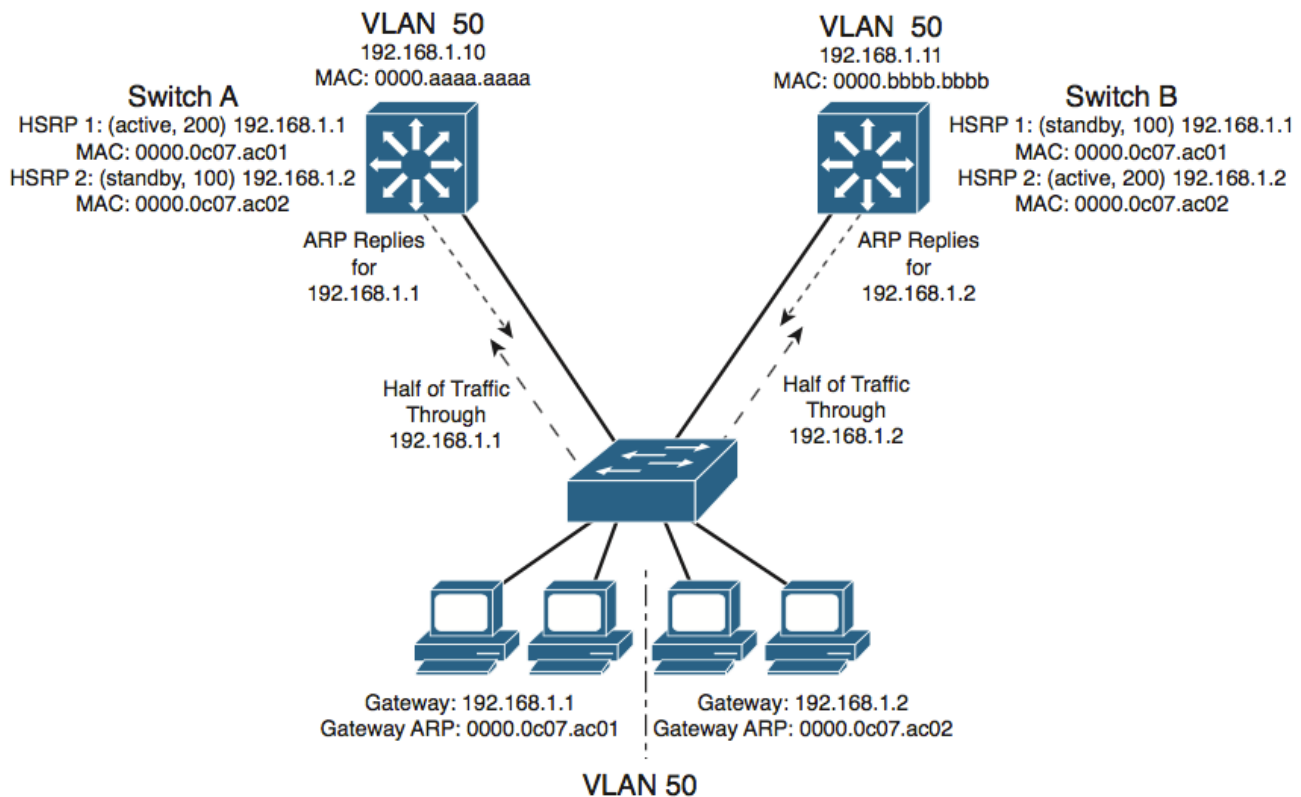 VLAN 50
192.168.1.10
MAC: 0000.aaaa.aaaa
VLAN 50
192.168.1.11
MAC: 0000.bbbb.bbbb
Switch A
HSRP 1: (active, 200) 192.168.1.1
MAC: 0000.0c07.ac01
HSRP 2: (standby, 100) 192.168.1.2
MAC: 0000.0c07.ac02
Switch B
HSRP 1: (standby, 100) 192.168.1.1
MAC: 0000.0c07.ac01
HSRP 2: (active, 200) 192.168.1.2
MAC: 0000.0c07.ac02
ARP Replies
for
192.168.1.1
ARP Replies
for
192.168.1.2
Half of Traffic
Through
192.168.1.1
Half of Traffic
Through
192.168.1.2
Gateway: 192.168.1.1
Gateway ARP: 0000.0c07.ac01
Gateway: 192.168.1.2
Gateway ARP: 0000.0c07.ac02
VLAN 50